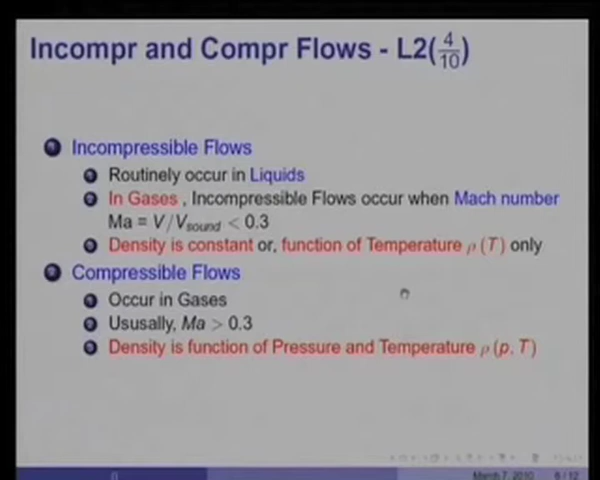 Incompr and Compr Flows - L2(4/10)
Incompressible Flows
Routinely occur in Liquids
In Gases , Incompressible Flows occur when Mach number
Ma = V/Vsound < 0.3
Density is constant or, function of Temperature ρ (T) only
Compressible Flows
Occur in Gases
Ususally, Ma > 0.3
Density is function of Pressure and Temperature ρ (p, T)
March 7, 2010